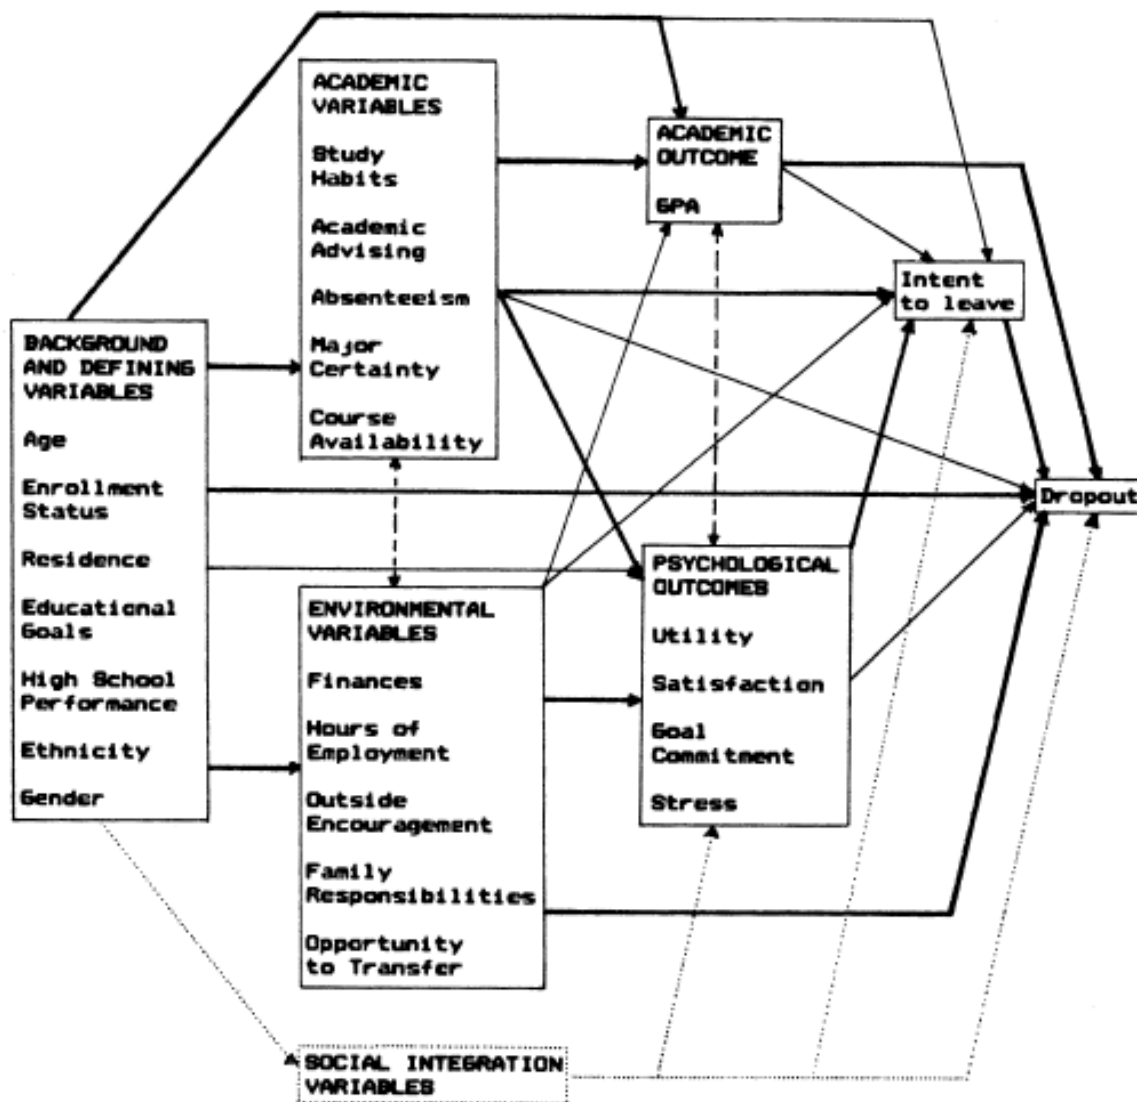 BACKGROUND
AND DEFINING
VARIABLES
Age
Enrollment
Status
Residence
Educational
Goals
High School
Performance
Ethnicity
Gender
ACADEMIC
VARIABLES
Study
Habits
Academic
Advising
Absenteeism
Major
Certainty
Course
Availability
ENVIRONMENTAL
VARIABLES
Finances
Hours of
Employment
Outside
Encouragement
Family
Responsibilities
Opportunity
to Transfer
SOCIAL INTEGRATION
VARIABLES
ACADEMIC
OUTCOME
GPA
PSYCHOLOGICAL
OUTCOMES
Utility
Satisfaction
Goal
Commitment
Stress
Intent
to leave
Dropout